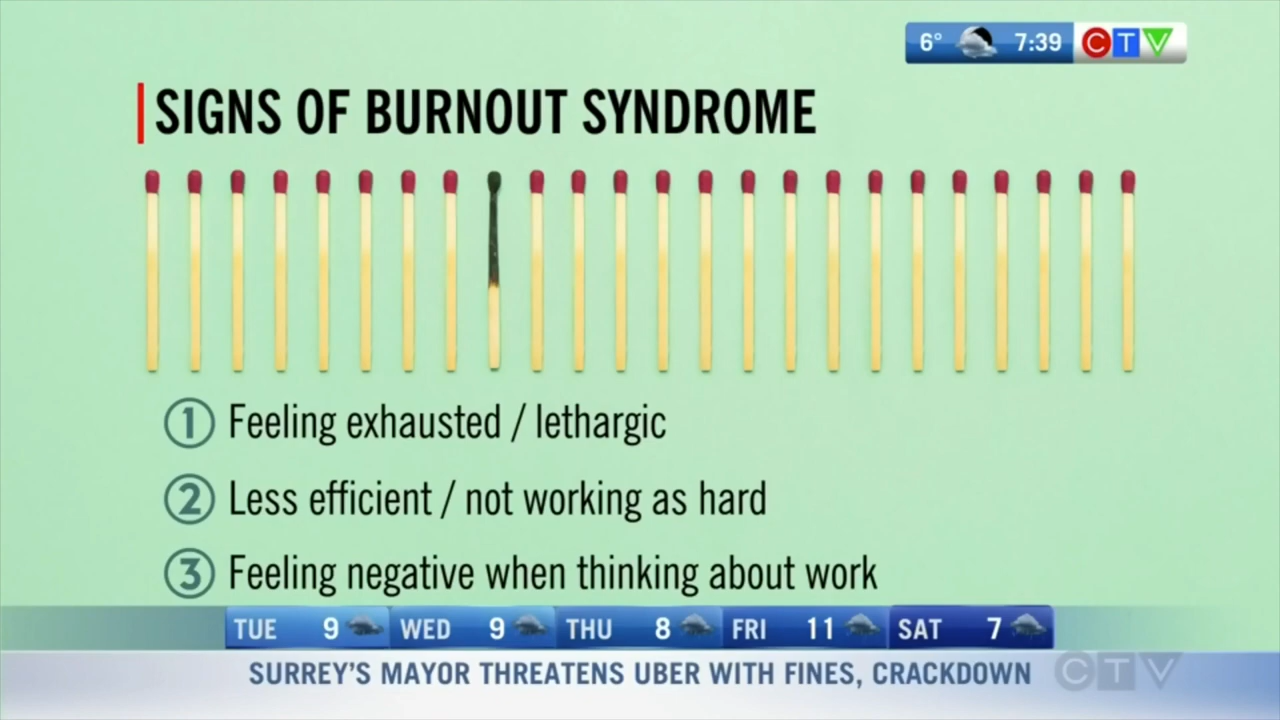 6° 7:39 CTV
SIGNS OF BURNOUT SYNDROME
1 Feeling exhausted / lethargic
2 Less efficient / not working as hard
3 Feeling negative when thinking about work
TUE 9 WED 9 THU 8 FRI 11 SAT 7
SURREY'S MAYOR THREATENS UBER WITH FINES, CRACKDOWN CTV